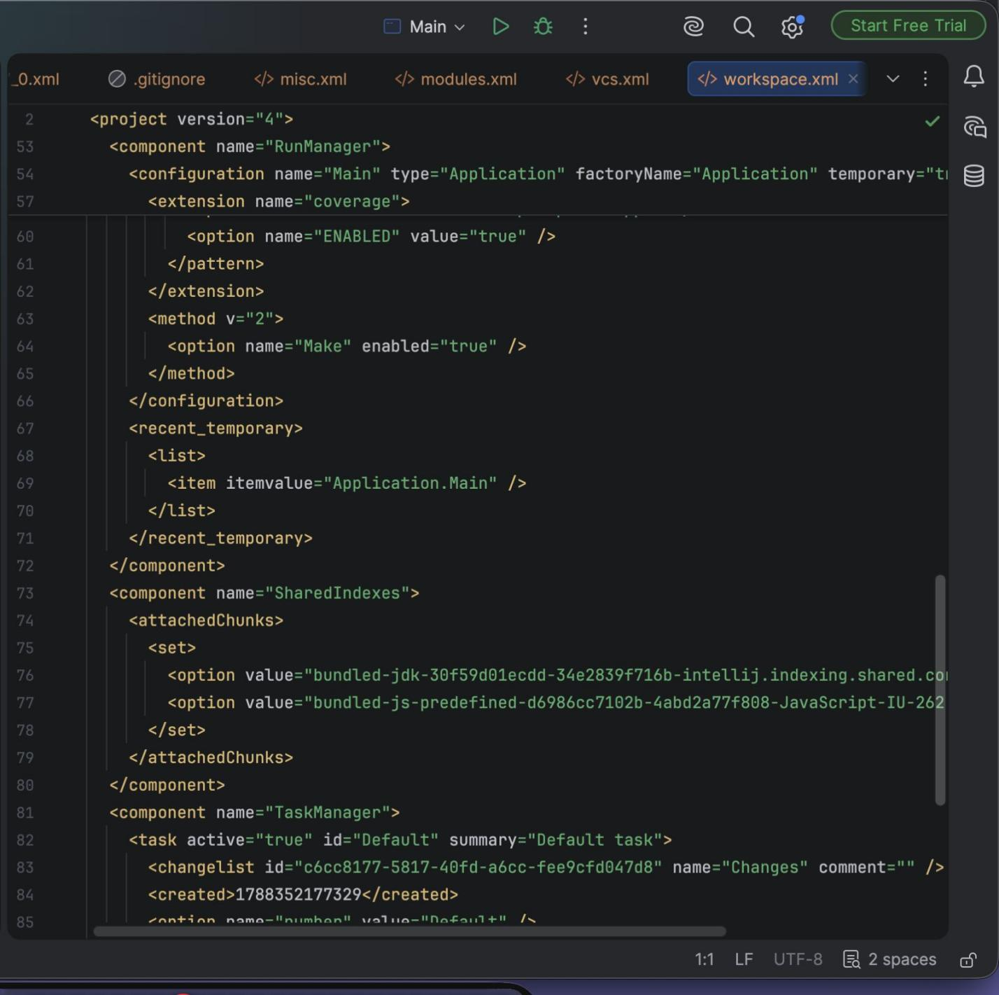 Main
Start Free Trial
_0.xml .gitignore </> misc.xml </> modules.xml </> vcs.xml </> workspace.xml ×
2 <project version="4">
53 <component name="RunManager">
54 <configuration name="Main" type="Application" factoryName="Application" temporary="tr
57 <extension name="coverage">
60 <option name="ENABLED" value="true" />
61 </pattern>
62 </extension>
63 <method v="2">
64 <option name="Make" enabled="true" />
65 </method>
66 </configuration>
67 <recent_temporary>
68 <list>
69 <item itemvalue="Application.Main" />
70 </list>
71 </recent_temporary>
72 </component>
73 <component name="SharedIndexes">
74 <attachedChunks>
75 <set>
76 <option value="bundled-jdk-30f59d01ecdd-34e2839f716b-intellij.indexing.shared.co
77 <option value="bundled-js-predefined-d6986cc7102b-4abd2a77f808-JavaScript-IU-262
78 </set>
79 </attachedChunks>
80 </component>
81 <component name="TaskManager">
82 <task active="true" id="Default" summary="Default task">
83 <changelist id="c6cc8177-5817-40fd-a6cc-fee9cfd047d8" name="Changes" comment="" />
84 <created>1788352177329</created>
85 <option name="number" value="Default" />
1:1 LF UTF-8 2 spaces